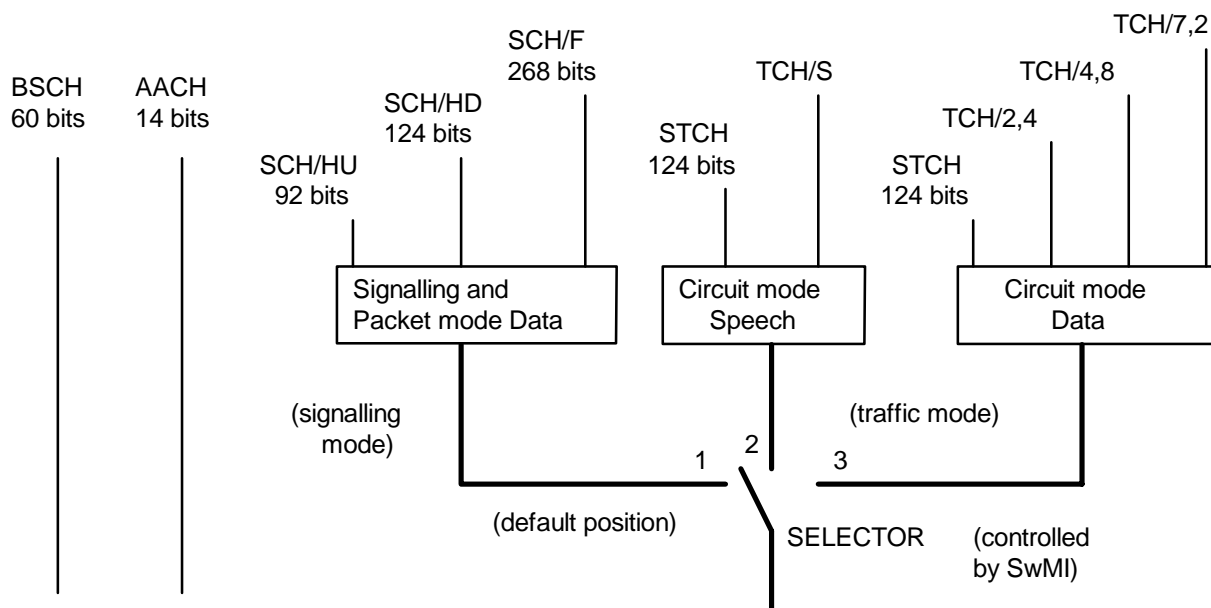 BSCH
60 bits
AACH
14 bits
SCH/HU
92 bits
SCH/HD
124 bits
SCH/F
268 bits
STCH
124 bits
TCH/S
STCH
124 bits
TCH/2,4
TCH/4,8
TCH/7,2
Signalling and
Packet mode Data
Circuit mode
Speech
Circuit mode
Data
(signalling
mode)
(traffic mode)
1
2
3
(default position)
SELECTOR
(controlled
by SwMI)